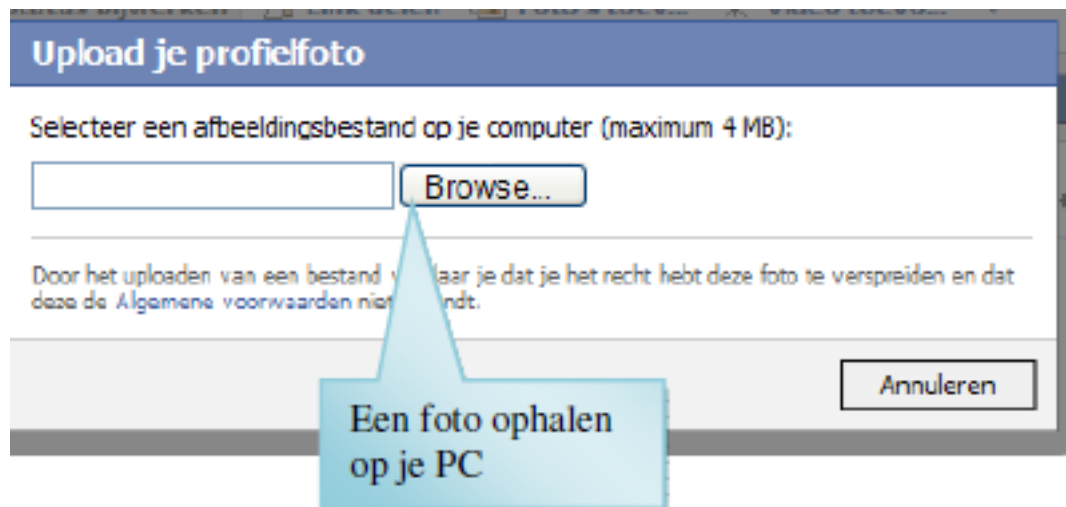 Upload je profielfoto
Selecteer een afbeeldingsbestand op je computer (maximum 4 MB):
Browse...
Door het uploaden van een bestand je dat je het recht hebt deze foto te verspreiden en dat
deze de Algemene voorwaarden
Annuleren
Een foto ophalen
op je PC